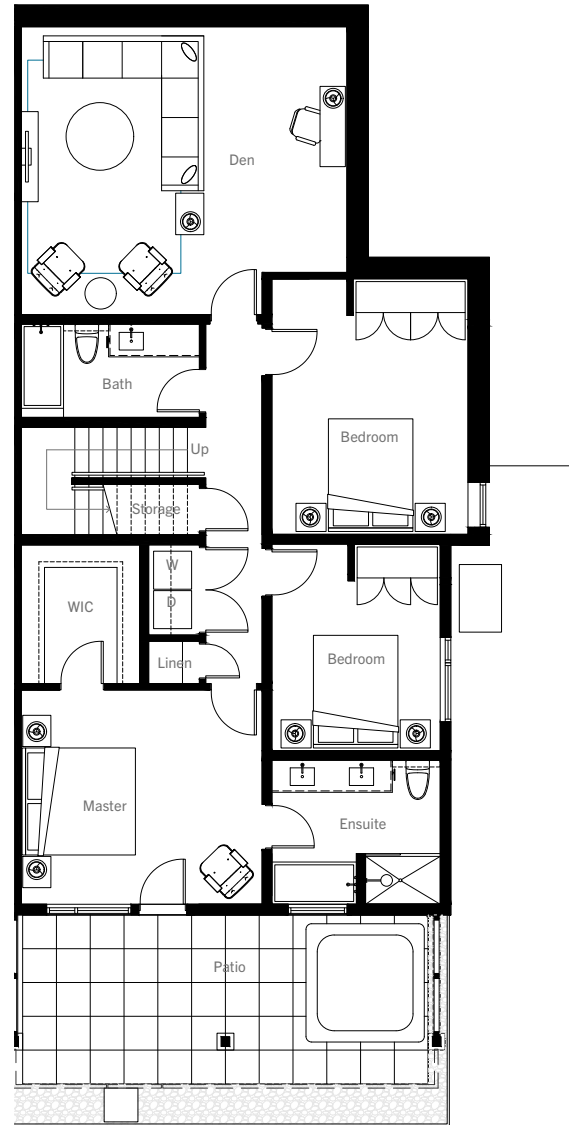 Den
Bath
Bedroom
Up
Storage
W
WIC
D
Linen
Bedroom
Master
Ensuite
Patio